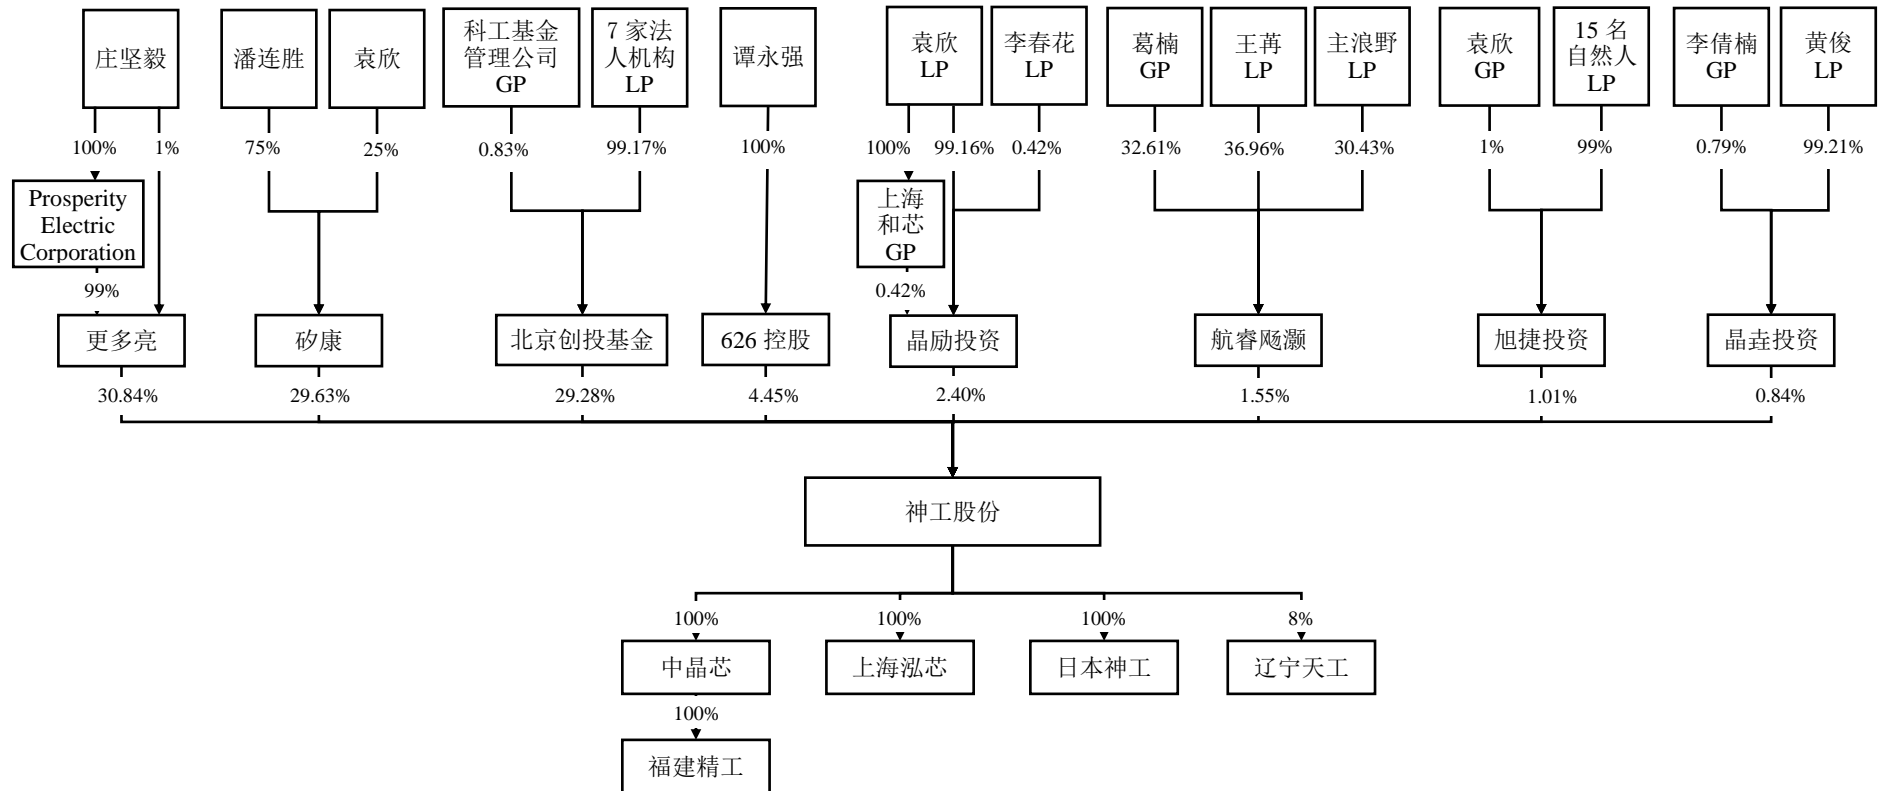 庄坚毅
潘连胜
袁欣
科工基金
管理公司
GP
7 家法
人机构
LP
谭永强
袁欣
LP
李春花
LP
葛楠
GP
王苒
LP
主浪野
LP
袁欣
GP
15 名
自然人
LP
李倩楠
GP
黄俊
LP
100%
1%
75%
25%
0.83%
99.17%
100%
100%
99.16%
0.42%
32.61%
36.96%
30.43%
1%
99%
0.79%
99.21%
Prosperity
Electric
Corporation
上海
和芯
GP
99%
0.42%
更多亮
矽康
北京创投基金
626 控股
晶励投资
航睿飏灏
旭捷投资
晶垚投资
30.84%
29.63%
29.28%
4.45%
2.40%
1.55%
1.01%
0.84%
神工股份
100%
100%
100%
8%
中晶芯
上海泓芯
日本神工
辽宁天工
100%
福建精工